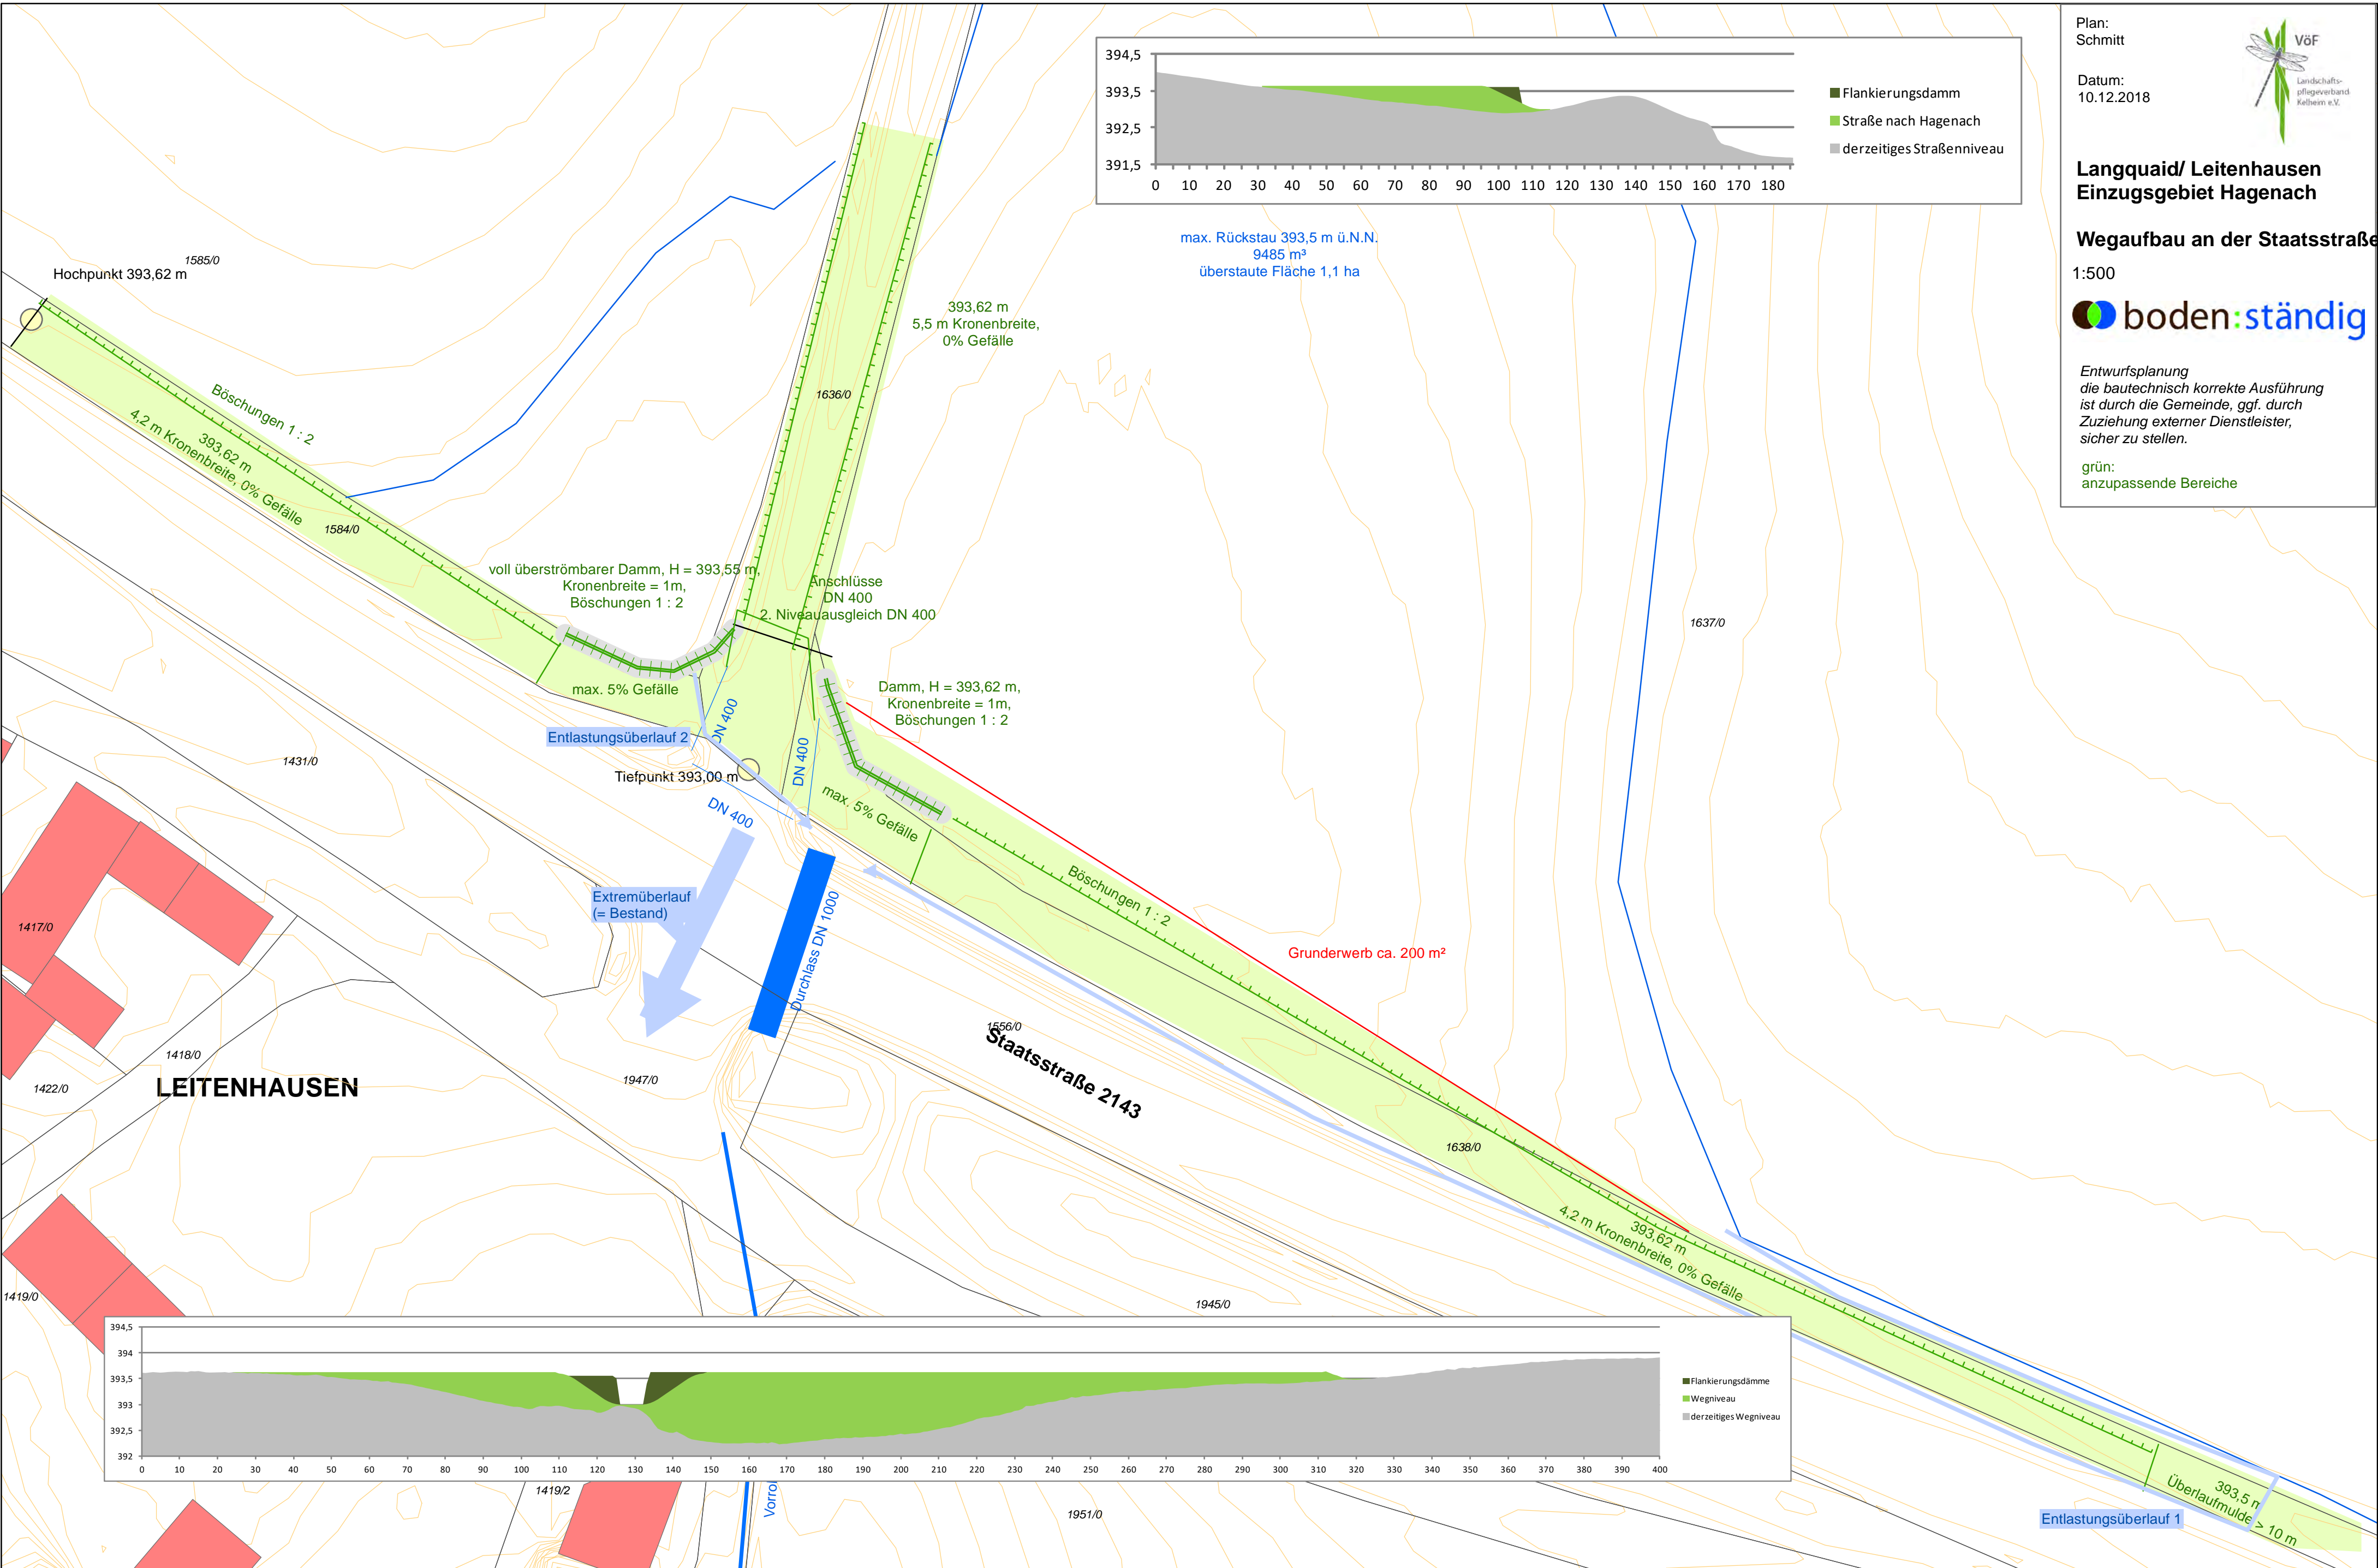 Plan:
Schmitt
Datum:
10.12.2018
VöF
Landschafts-
pflegeverband
Kelheim e.V.
Langquaid/ Leitenhausen
Einzugsgebiet Hagenach
Wegaufbau an der Staatsstraße
1:500
boden:ständig
Entwurfsplanung
die bautechnisch korrekte Ausführung
ist durch die Gemeinde, ggf. durch
Zuziehung externer Dienstleister,
sicher zu stellen.
grün:
anzupassende Bereiche
394,5
393,5
392,5
391,5
0 10 20 30 40 50 60 70 80 90 100 110 120 130 140 150 160 170 180
Flankierungsdamm
Straße nach Hagenach
derzeitiges Straßenniveau
max. Rückstau 393,5 m ü.N.N.
9485 m³
überstaute Fläche 1,1 ha
1585/0
Hochpunkt 393,62 m
393,62 m
5,5 m Kronenbreite,
0% Gefälle
1636/0
Böschungen 1 : 2
393,62 m
4,2 m Kronenbreite, 0% Gefälle
1584/0
voll überströmbarer Damm, H = 393,55 m,
Kronenbreite = 1m,
Böschungen 1 : 2
Anschlüsse
DN 400
2. Niveauausgleich DN 400
1637/0
max. 5% Gefälle
Damm, H = 393,62 m,
Kronenbreite = 1m,
Böschungen 1 : 2
DN 400
Entlastungsüberlauf 2
DN 400
Tiefpunkt 393,00 m
DN 400
max. 5% Gefälle
1431/0
Böschungen 1 : 2
Extremüberlauf
(= Bestand)
Durchlass DN 1000
1417/0
Grunderwerb ca. 200 m²
1556/0
Staatsstraße 2143
1418/0
1422/0
LEITENHAUSEN
1947/0
1638/0
393,62 m
4,2 m Kronenbreite, 0% Gefälle
1419/0
1945/0
394,5
394
393,5
393
392,5
392
0 10 20 30 40 50 60 70 80 90 100 110 120 130 140 150 160 170 180 190 200 210 220 230 240 250 260 270 280 290 300 310 320 330 340 350 360 370 380 390 400
Flankierungsdämme
Wegniveau
derzeitiges Wegniveau
1419/2
1951/0
393,5 m
Überlaufmulde > 10 m
Entlastungsüberlauf 1